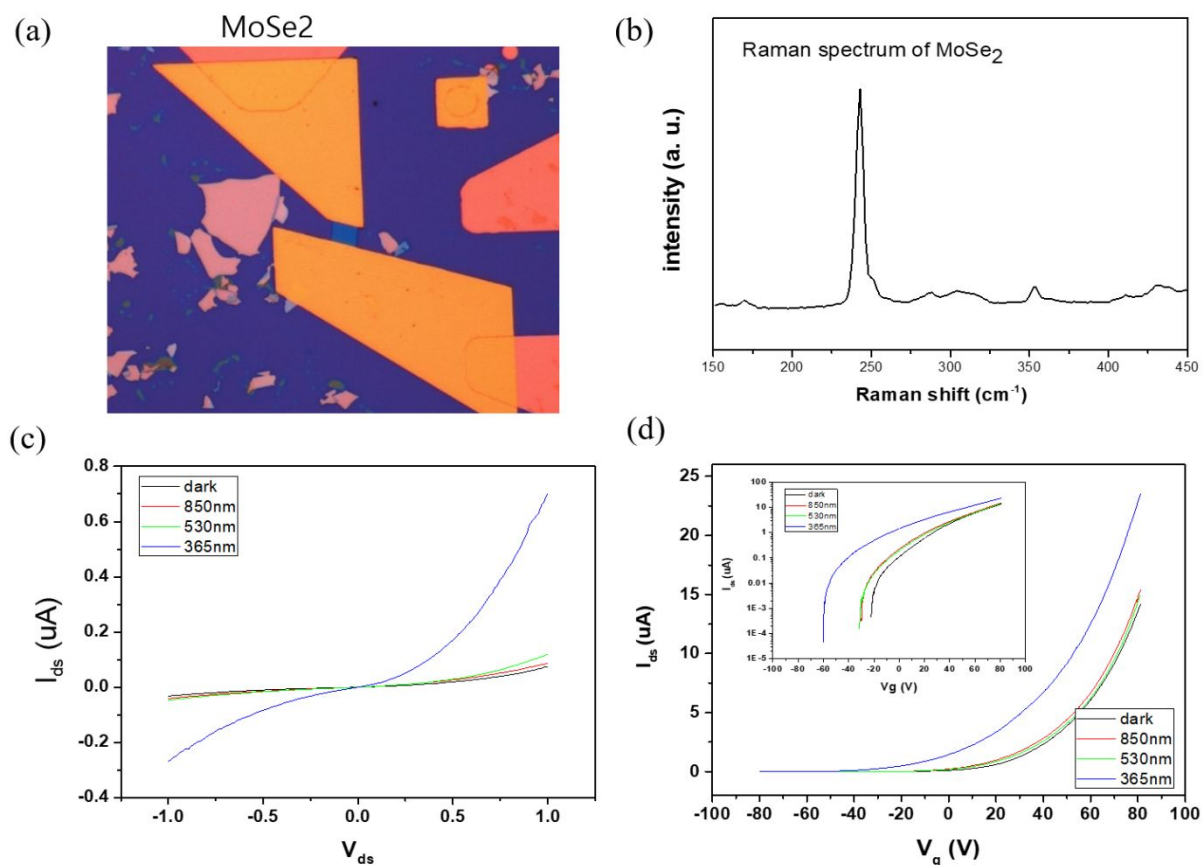 (a)
MoSe2
(b)
Raman spectrum of MoSe₂
intensity (a. u.)
150 200 250 300 350 400 450
Raman shift (cm⁻¹)
(c)
dark
850nm
530nm
365nm
0.8
0.6
0.4
0.2
0.0
-0.2
-0.4
I_ds (uA)
-1.0 -0.5 0.0 0.5 1.0
V_ds
(d)
25
20
15
10
5
0
I_ds (uA)
dark
850nm
530nm
365nm
100
10
1
0.1
0.01
1E-3
1E-4
1E-5
I_ds (uA)
-100 -80 -60 -40 -20 0 20 40 60 80 100
Vg (V)
dark
850nm
530nm
365nm
-100 -80 -60 -40 -20 0 20 40 60 80 100
V_g (V)